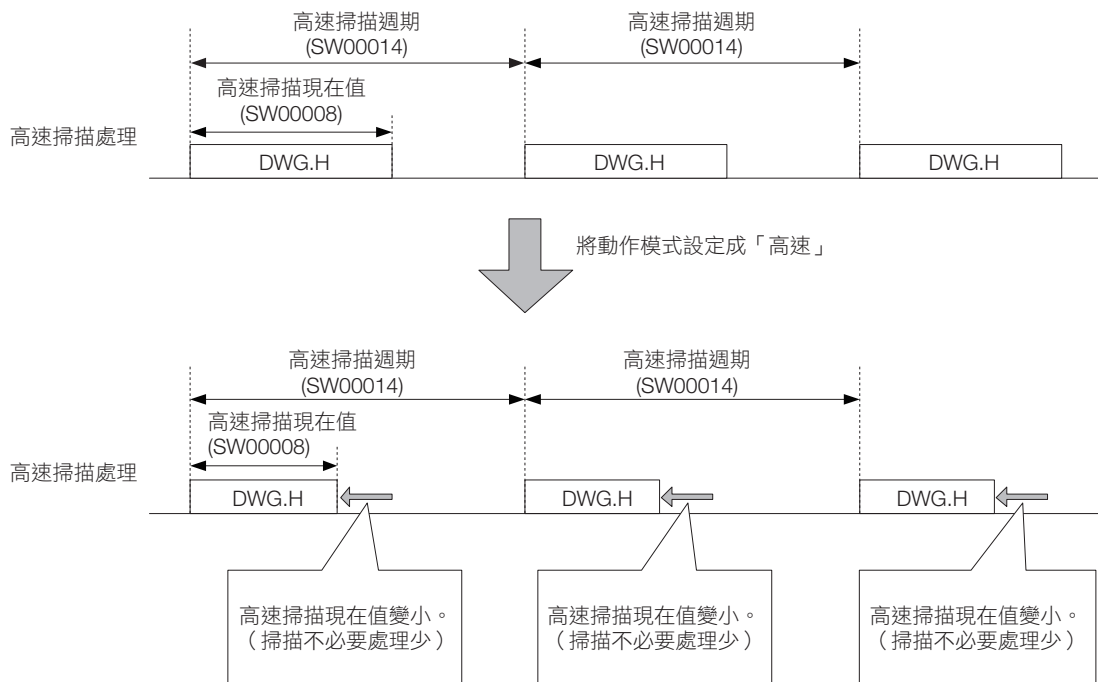 高速掃描週期
(SW00014)
高速掃描週期
(SW00014)
高速掃描現在值
(SW00008)
高速掃描處理
DWG.H
DWG.H
DWG.H
將動作模式設定成「高速」
高速掃描週期
(SW00014)
高速掃描週期
(SW00014)
高速掃描現在值
(SW00008)
高速掃描處理
DWG.H
DWG.H
DWG.H
高速掃描現在值變小。
（掃描不必要處理少）
高速掃描現在值變小。
（掃描不必要處理少）
高速掃描現在值變小。
（掃描不必要處理少）